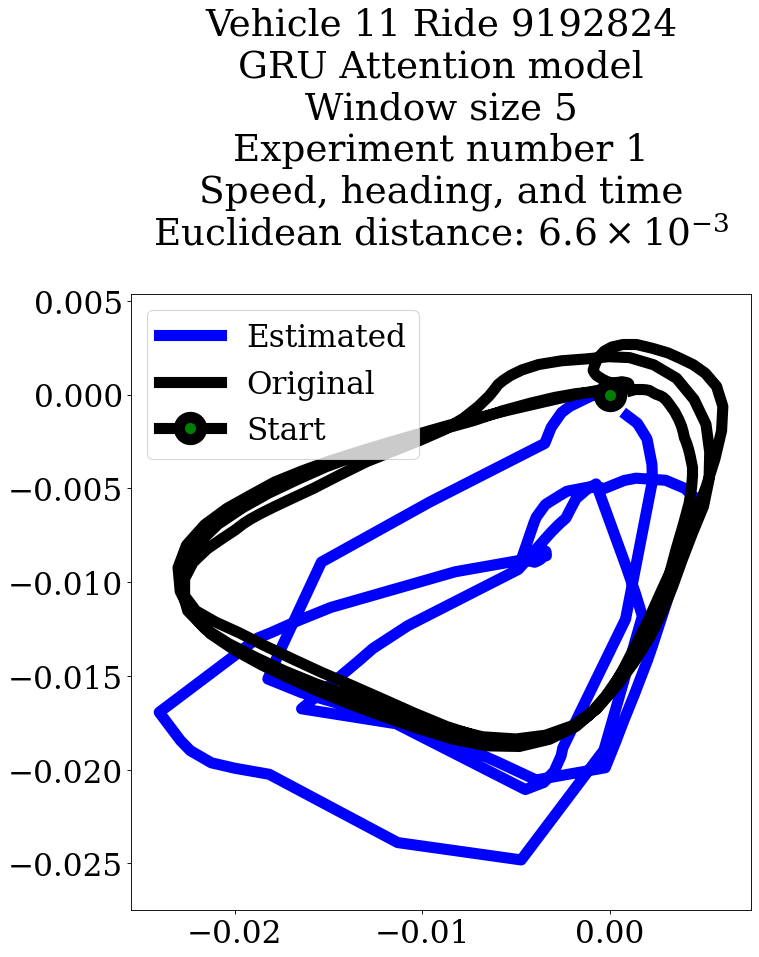 Vehicle 11 Ride 9192824
GRU Attention model
Window size 5
Experiment number 1
Speed, heading, and time
Euclidean distance: 6.6 × 10⁻³
0.005
Estimated
Original
0.000
Start
−0.005
−0.010
−0.015
−0.020
−0.025
−0.02 −0.01 0.00